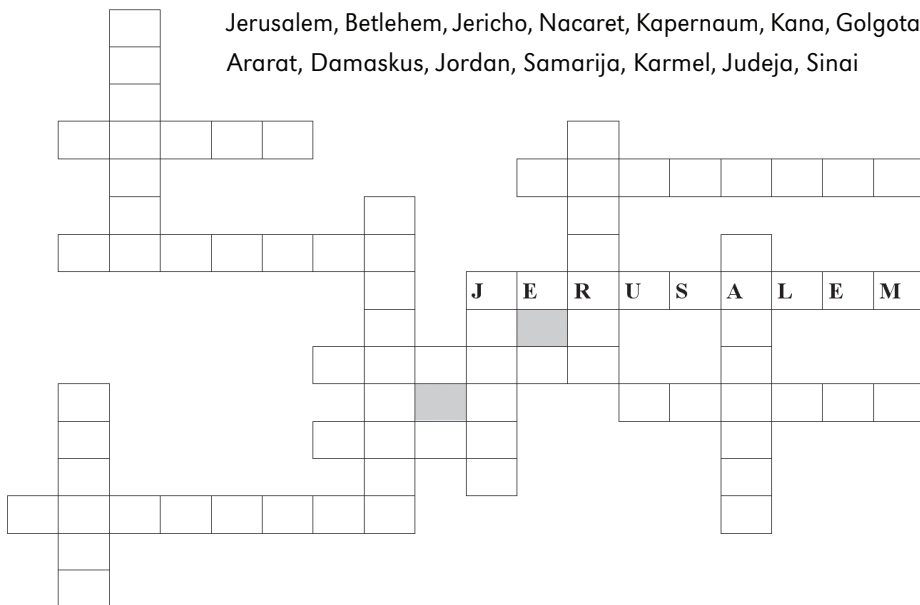 Jerusalem, Betlehem, Jericho, Nacaret, Kapernaum, Kana, Golgota
Ararat, Damaskus, Jordan, Samarija, Karmel, Judeja, Sinai
J E R U S A L E M